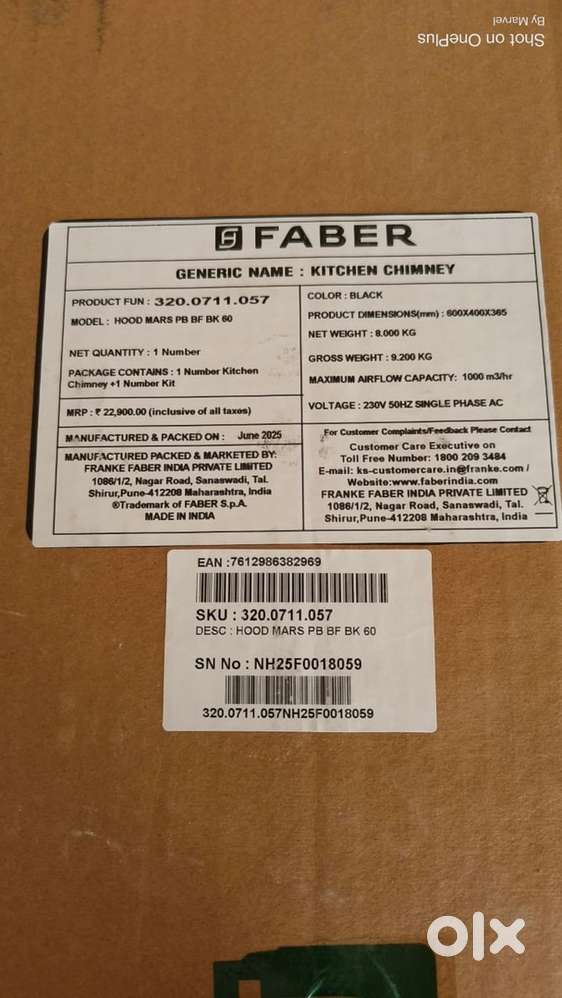 Shot on OnePlus
By Marvel
FABER
GENERIC NAME : KITCHEN CHIMNEY
PRODUCT FUN : 320.0711.057
MODEL : HOOD MARS PB BF BK 60
NET QUANTITY : 1 Number
PACKAGE CONTAINS : 1 Number Kitchen
Chimney +1 Number Kit
MRP : ₹ 22,900.00 (inclusive of all taxes)
MANUFACTURED & PACKED ON : June 2025
MANUFACTURED PACKED & MARKETED BY:
FRANKE FABER INDIA PRIVATE LIMITED
1086/1/2, Nagar Road, Sanaswadi, Tal.
Shirur,Pune-412208 Maharashtra, India
®Trademark of FABER S.p.A.
MADE IN INDIA
COLOR : BLACK
PRODUCT DIMENSIONS(mm) : 600X400X365
NET WEIGHT : 8.000 KG
GROSS WEIGHT : 9.200 KG
MAXIMUM AIRFLOW CAPACITY: 1000 m3/hr
VOLTAGE : 230V 50HZ SINGLE PHASE AC
For Customer Complaints/Feedback Please Contact
Customer Care Executive on
Toll Free Number: 1800 209 3484
E-mail: ks-customercare.in@franke.com /
Website:www.faberindia.com
FRANKE FABER INDIA PRIVATE LIMITED
1086/1/2, Nagar Road, Sanaswadi, Tal.
Shirur,Pune-412208 Maharashtra, India
EAN :7612986382969
SKU : 320.0711.057
DESC : HOOD MARS PB BF BK 60
SN No : NH25F0018059
320.0711.057NH25F0018059
olx